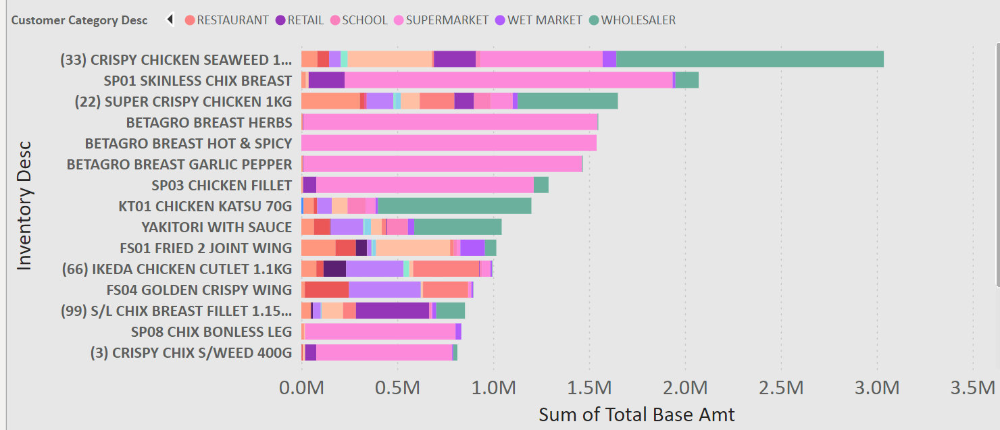 Customer Category Desc RESTAURANT RETAIL SCHOOL SUPERMARKET WET MARKET WHOLESALER
Inventory Desc
(33) CRISPY CHICKEN SEAWEED 1...
SP01 SKINLESS CHIX BREAST
(22) SUPER CRISPY CHICKEN 1KG
BETAGRO BREAST HERBS
BETAGRO BREAST HOT & SPICY
BETAGRO BREAST GARLIC PEPPER
SP03 CHICKEN FILLET
KT01 CHICKEN KATSU 70G
YAKITORI WITH SAUCE
FS01 FRIED 2 JOINT WING
(66) IKEDA CHICKEN CUTLET 1.1KG
FS04 GOLDEN CRISPY WING
(99) S/L CHIX BREAST FILLET 1.15...
SP08 CHIX BONLESS LEG
(3) CRISPY CHIX S/WEED 400G
0.0M 0.5M 1.0M 1.5M 2.0M 2.5M 3.0M 3.5M
Sum of Total Base Amt